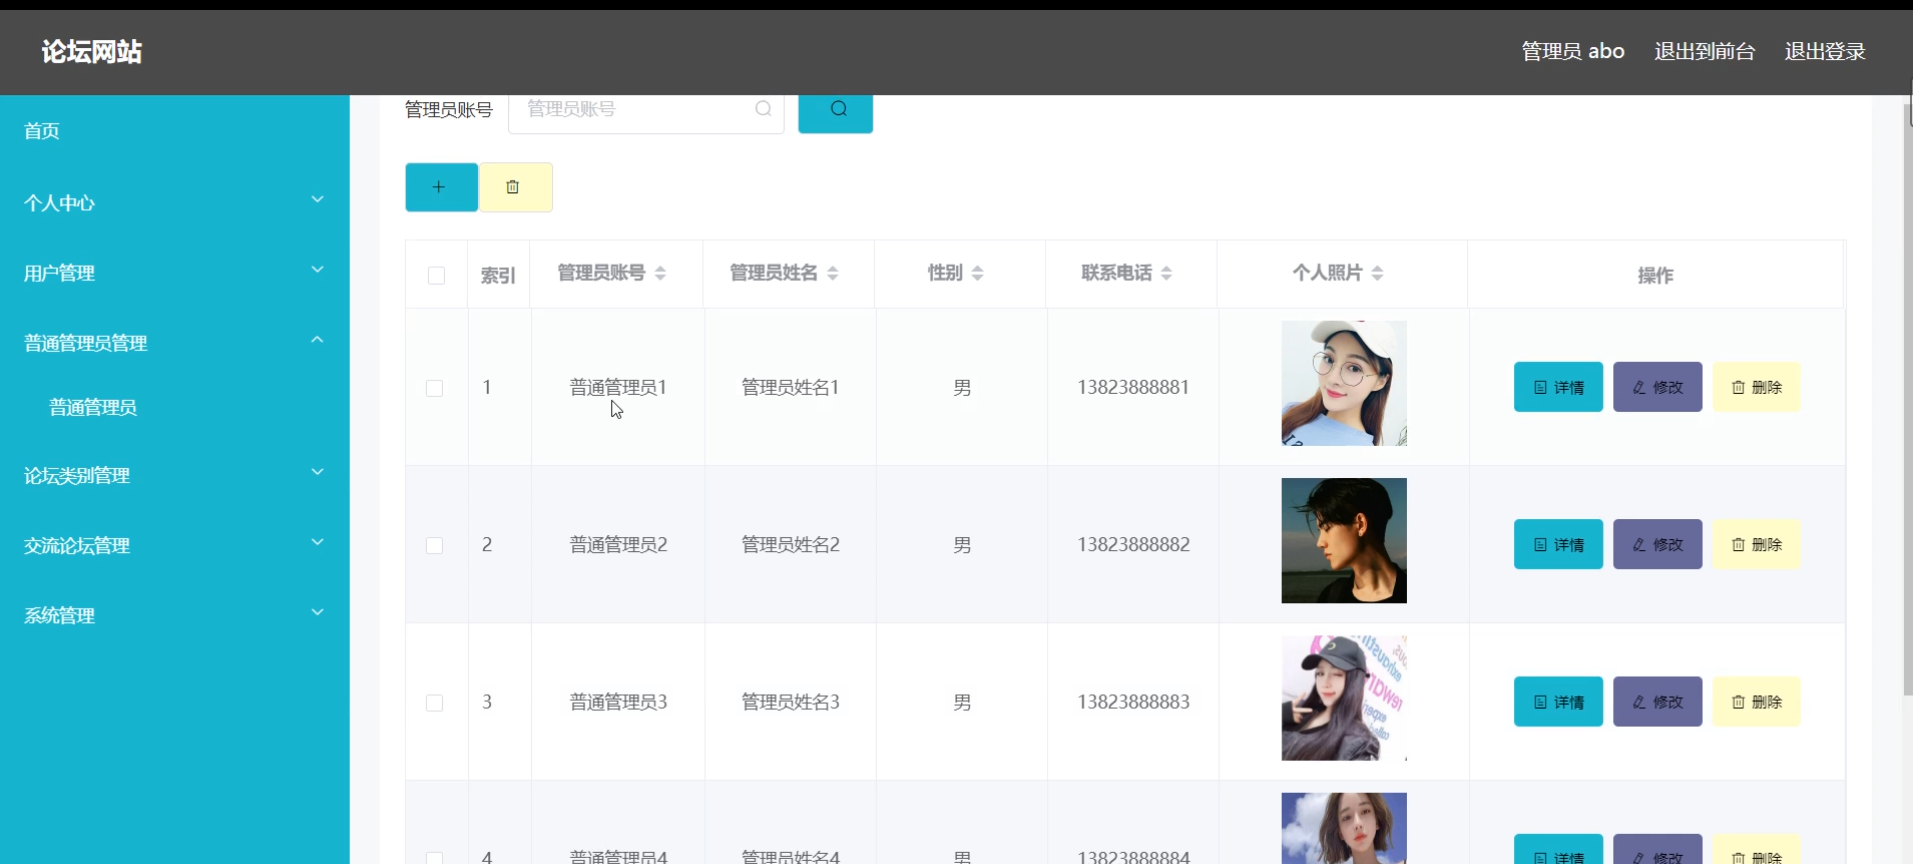 论坛网站
管理员 abo 退出到前台 退出登录
首页
个人中心
用户管理
普通管理员管理
普通管理员
论坛类别管理
交流论坛管理
系统管理
管理员账号 管理员账号
索引 管理员账号 管理员姓名 性别 联系电话 个人照片 操作
1 普通管理员1 管理员姓名1 男 13823888881 详情 修改 删除
2 普通管理员2 管理员姓名2 男 13823888882 详情 修改 删除
3 普通管理员3 管理员姓名3 男 13823888883 详情 修改 删除
4 普通管理员4 管理员姓名4 男 13823888884 详情 修改 删除